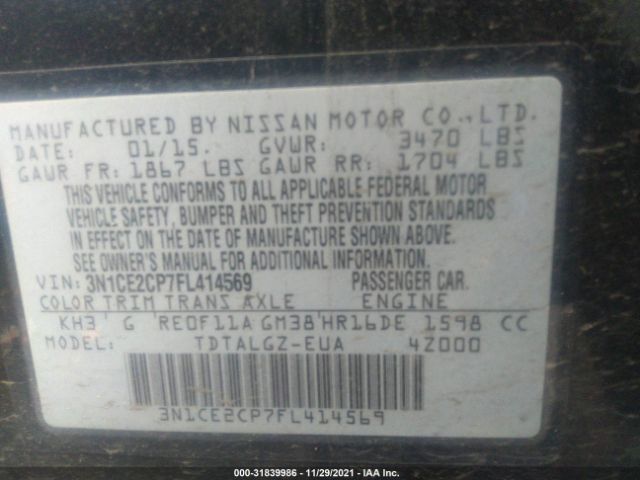 MANUFACTURED BY NISSAN MOTOR CO., LTD.
DATE: 01/15. GVWR: 3470 LBS
GAWR FR: 1867 LBS GAWR RR: 1704 LBS
THIS VEHICLE CONFORMS TO ALL APPLICABLE FEDERAL MOTOR
VEHICLE SAFETY, BUMPER AND THEFT PREVENTION STANDARDS
IN EFFECT ON THE DATE OF MANUFACTURE SHOWN ABOVE.
SEE OWNER'S MANUAL FOR ADDITIONAL INFORMATION.
VIN: 3N1CE2CP7FL414569 PASSENGER CAR.
COLOR TRIM TRANS AXLE ENGINE
KH3 G RE0F11A GM38 HR16DE 1598 CC
MODEL: TDTALGZ-EUA 4Z000
3N1CE2CP7FL414569
000-31839986 - 11/29/2021 - IAA Inc.